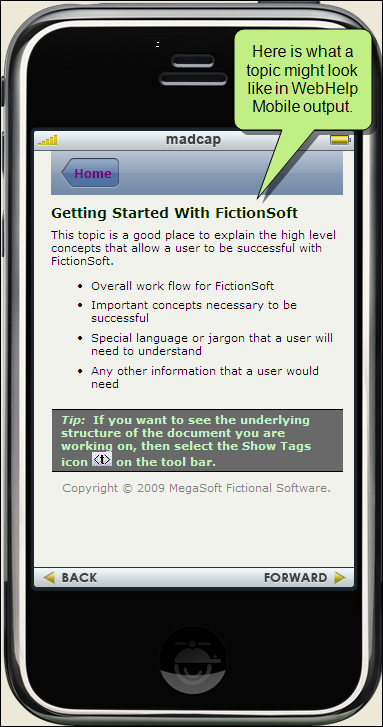 Here is what a
topic might look
like in WebHelp
Mobile output.
madcap
Home
Getting Started With FictionSoft
This topic is a good place to explain the high level
concepts that allow a user to be successful with
FictionSoft.
• Overall work flow for FictionSoft
• Important concepts necessary to be
successful
• Special language or jargon that a user will
need to understand
• Any other information that a user would
need
Tip: If you want to see the underlying
structure of the document you are
working on, then select the Show Tags
icon <t> on the tool bar.
Copyright © 2009 MegaSoft Fictional Software.
BACK FORWARD